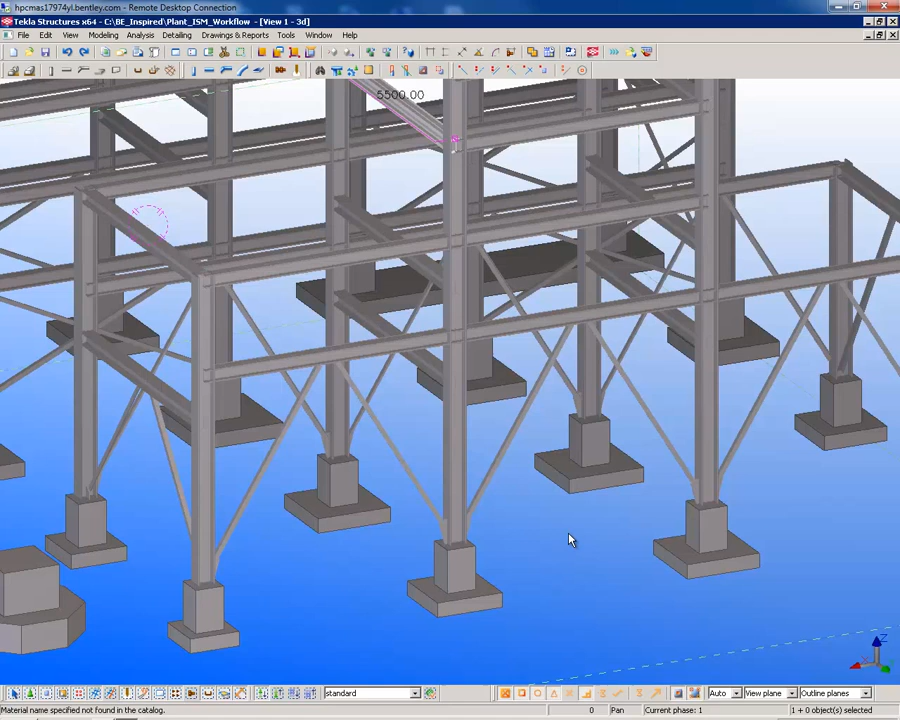 hpcmas17974yl.bentley.com - Remote Desktop Connection
Tekla Structures x64 - C:\BE_Inspired\Plant_ISM_Workflow - [View 1 - 3d]
File Edit View Modeling Analysis Detailing Drawings & Reports Tools Window Help
5500.00
Z
standard Auto View plane Outline planes
Material name specified not found in the catalog. 0 Pan Current phase: 1 1 + 0 object(s) selected